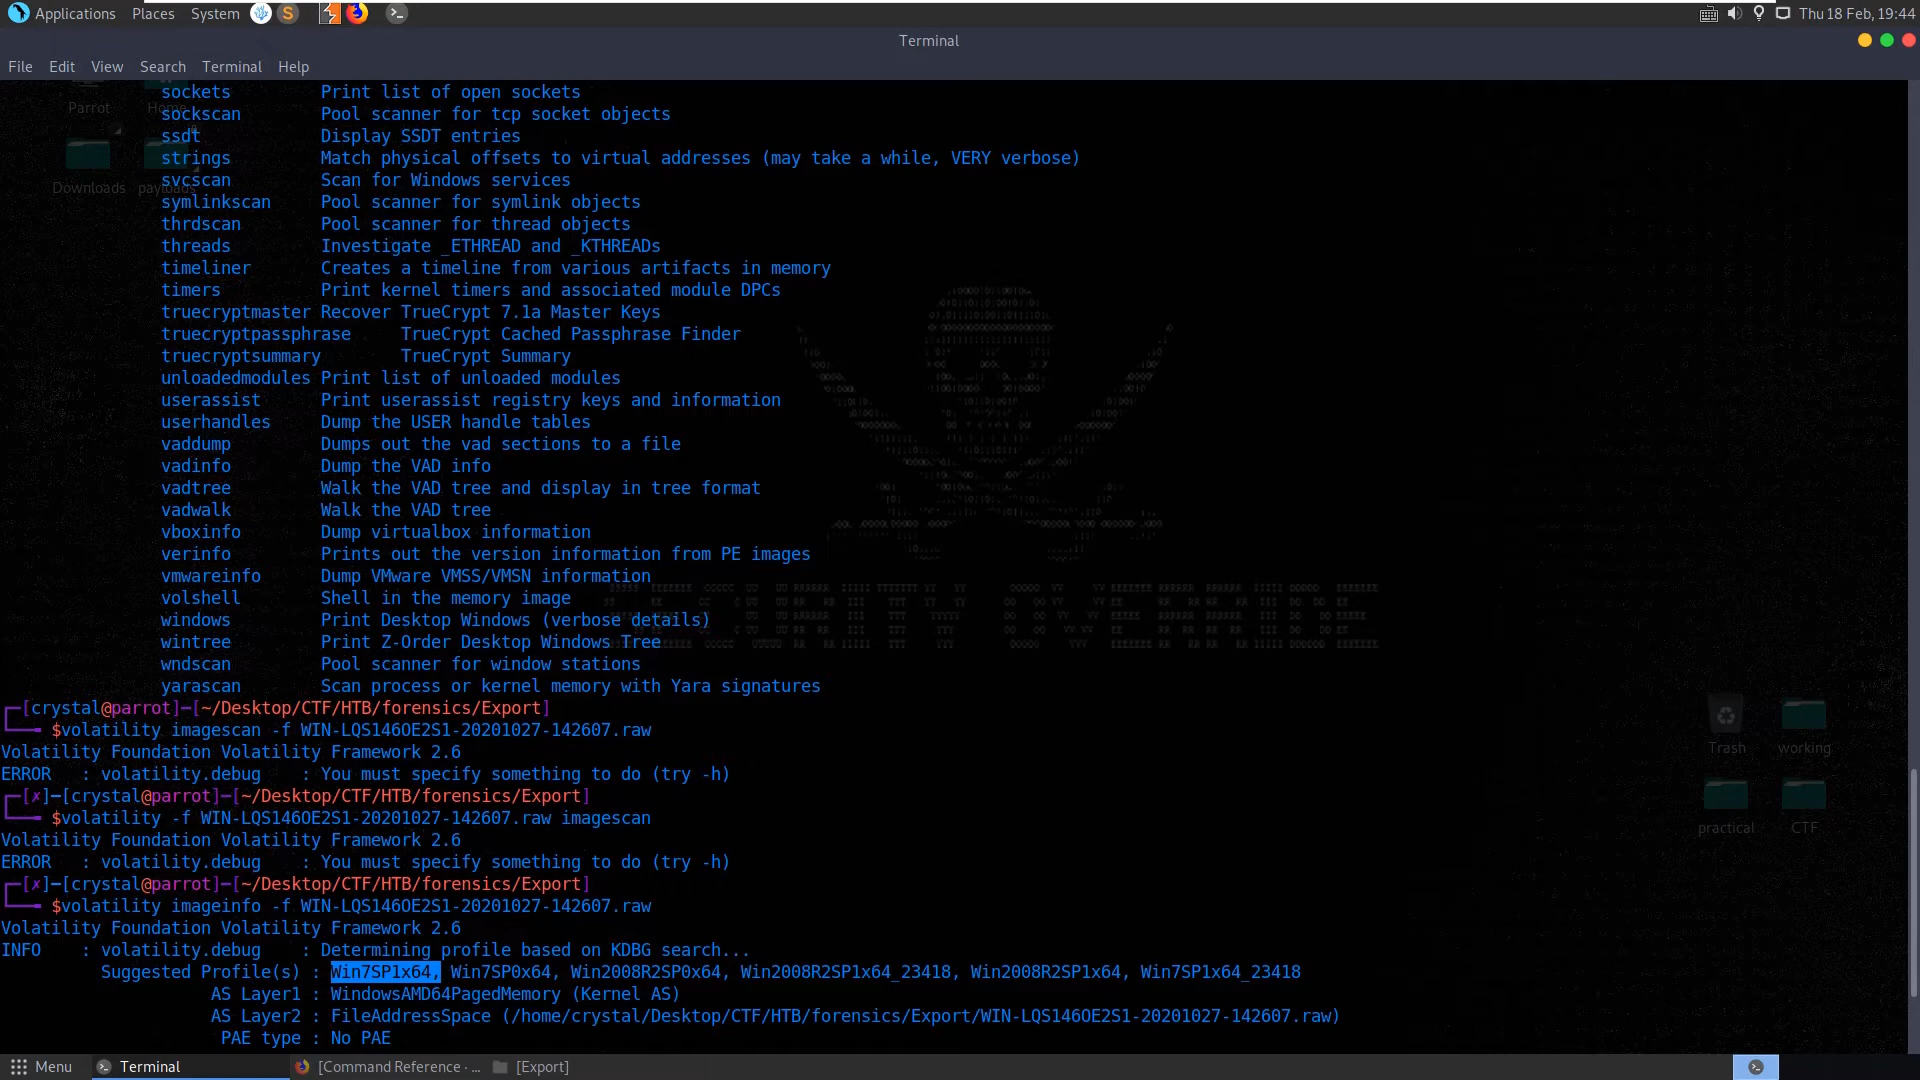 Applications Places System S Thu 18 Feb, 19:44
Terminal
File Edit View Search Terminal Help
Parrot Home
Downloads payloads
sockets Print list of open sockets
sockscan Pool scanner for tcp socket objects
ssdt Display SSDT entries
strings Match physical offsets to virtual addresses (may take a while, VERY verbose)
svcscan Scan for Windows services
symlinkscan Pool scanner for symlink objects
thrdscan Pool scanner for thread objects
threads Investigate _ETHREAD and _KTHREADs
timeliner Creates a timeline from various artifacts in memory
timers Print kernel timers and associated module DPCs
truecryptmaster Recover TrueCrypt 7.1a Master Keys
truecryptpassphrase TrueCrypt Cached Passphrase Finder
truecryptsummary TrueCrypt Summary
unloadedmodules Print list of unloaded modules
userassist Print userassist registry keys and information
userhandles Dump the USER handle tables
vaddump Dumps out the vad sections to a file
vadinfo Dump the VAD info
vadtree Walk the VAD tree and display in tree format
vadwalk Walk the VAD tree
vboxinfo Dump virtualbox information
verinfo Prints out the version information from PE images
vmwareinfo Dump VMware VMSS/VMSN information
volshell Shell in the memory image
windows Print Desktop Windows (verbose details)
wintree Print Z-Order Desktop Windows Tree
wndscan Pool scanner for window stations
yarascan Scan process or kernel memory with Yara signatures
SECURITY OVERRIDE
Trash working
practical CTF
┌─[crystal@parrot]─[~/Desktop/CTF/HTB/forensics/Export]
└──╼ $volatility imagescan -f WIN-LQS146OE2S1-20201027-142607.raw
Volatility Foundation Volatility Framework 2.6
ERROR : volatility.debug : You must specify something to do (try -h)
┌─[✗]─[crystal@parrot]─[~/Desktop/CTF/HTB/forensics/Export]
└──╼ $volatility -f WIN-LQS146OE2S1-20201027-142607.raw imagescan
Volatility Foundation Volatility Framework 2.6
ERROR : volatility.debug : You must specify something to do (try -h)
┌─[✗]─[crystal@parrot]─[~/Desktop/CTF/HTB/forensics/Export]
└──╼ $volatility imageinfo -f WIN-LQS146OE2S1-20201027-142607.raw
Volatility Foundation Volatility Framework 2.6
INFO : volatility.debug : Determining profile based on KDBG search...
Suggested Profile(s) : Win7SP1x64, Win7SP0x64, Win2008R2SP0x64, Win2008R2SP1x64_23418, Win2008R2SP1x64, Win7SP1x64_23418
AS Layer1 : WindowsAMD64PagedMemory (Kernel AS)
AS Layer2 : FileAddressSpace (/home/crystal/Desktop/CTF/HTB/forensics/Export/WIN-LQS146OE2S1-20201027-142607.raw)
PAE type : No PAE
Menu Terminal [Command Reference · ... [Export]